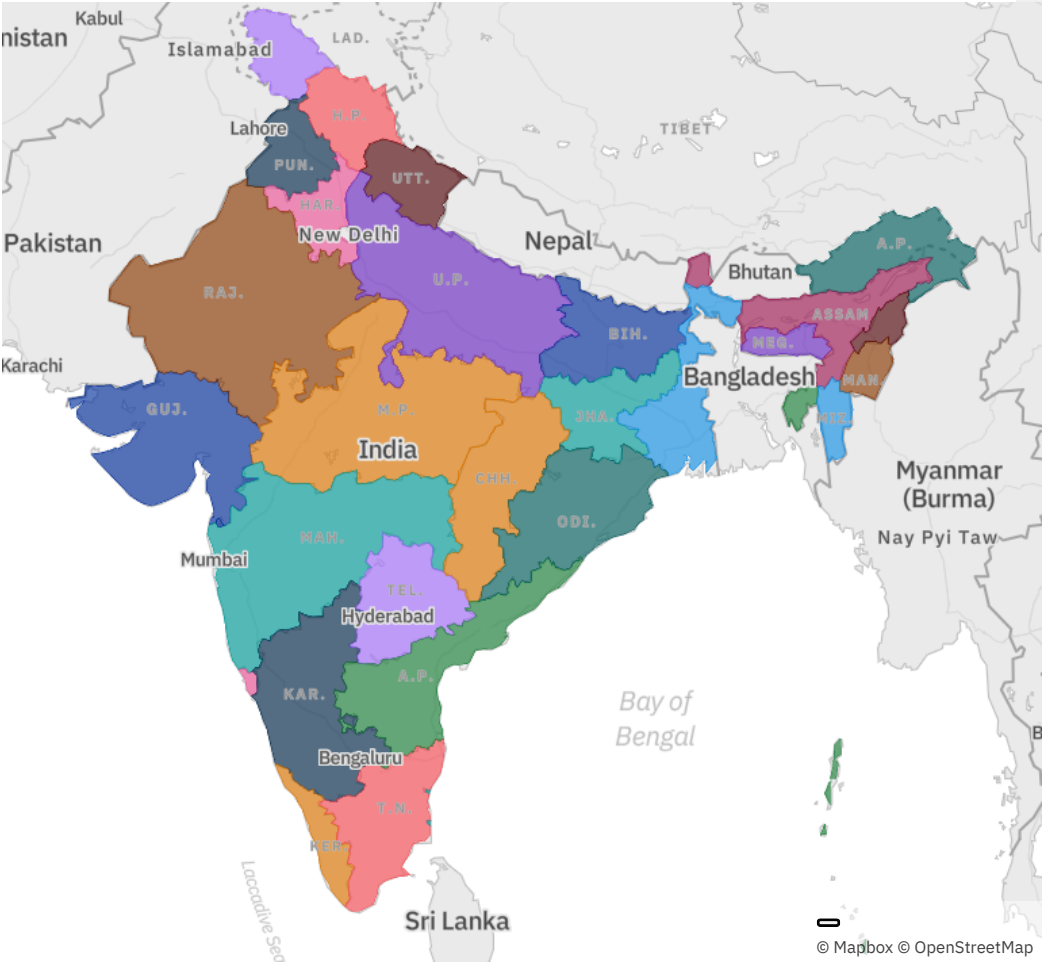 Kabul
nistan
LAD.
Islamabad
H.P.
Lahore
TIBET
PUN.
UTT.
HAR.
New Delhi
Pakistan
Nepal
A.P.
Bhutan
U.P.
RAJ.
ASSAM
BIH.
MEG.
Karachi
Bangladesh
MAN.
GUJ.
M.P.
JHA.
MIZ.
India
CHH.
Myanmar
(Burma)
ODI.
MAH.
Nay Pyi Taw
Mumbai
TEL.
Hyderabad
A.P.
KAR.
Bay of
Bengal
B
Bengaluru
T.N.
KER.
Laccadive Sea
Sri Lanka
© Mapbox © OpenStreetMap